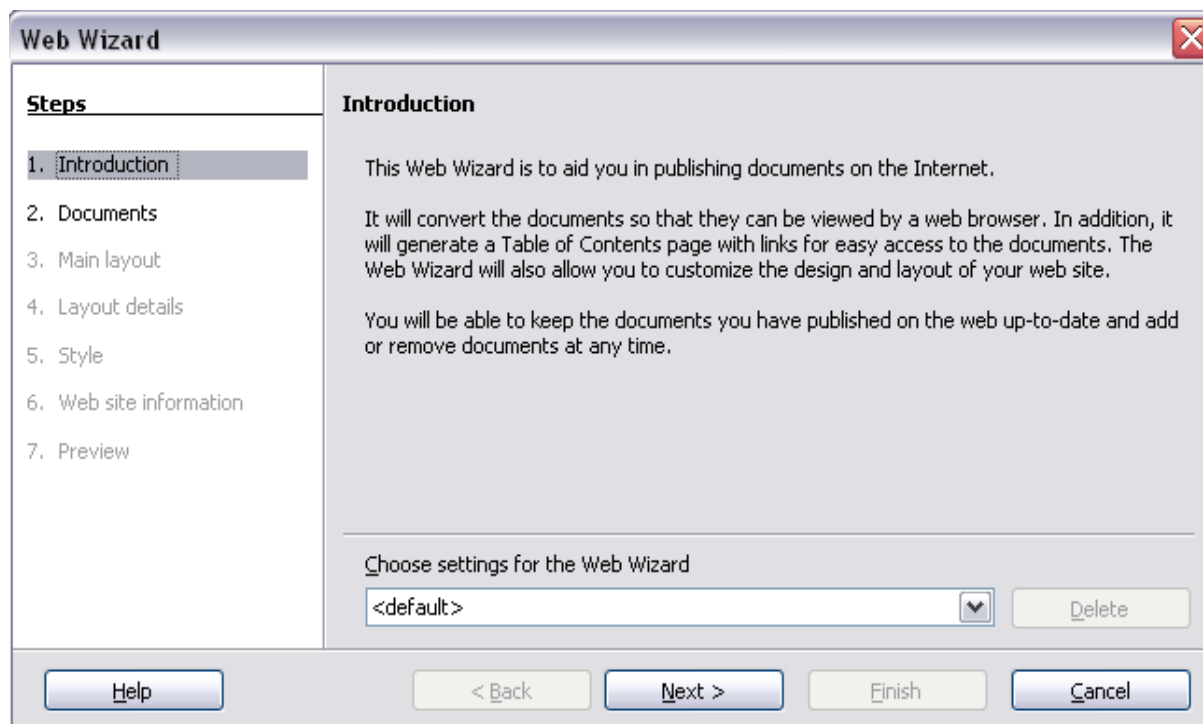 Web Wizard
Steps
1. Introduction
2. Documents
3. Main layout
4. Layout details
5. Style
6. Web site information
7. Preview
Introduction
This Web Wizard is to aid you in publishing documents on the Internet.
It will convert the documents so that they can be viewed by a web browser. In addition, it
will generate a Table of Contents page with links for easy access to the documents. The
Web Wizard will also allow you to customize the design and layout of your web site.
You will be able to keep the documents you have published on the web up-to-date and add
or remove documents at any time.
Choose settings for the Web Wizard
<default>
Delete
Help
< Back
Next >
Finish
Cancel